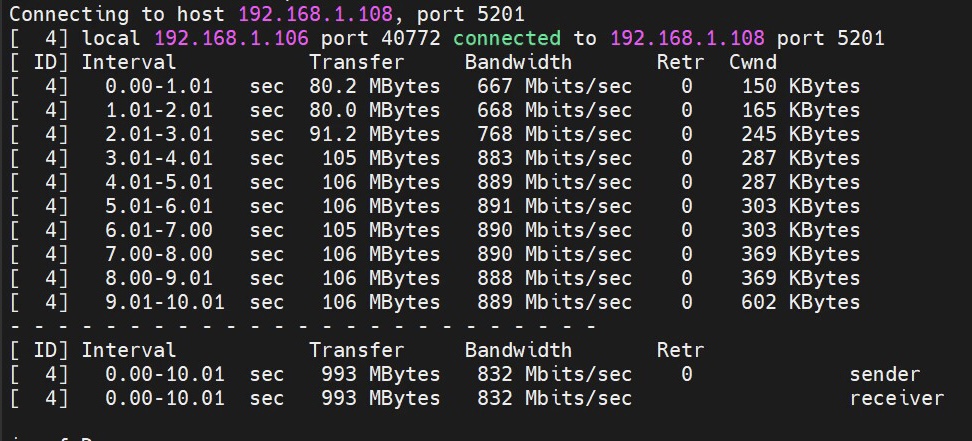 Connecting to host 192.168.1.108, port 5201
[  4] local 192.168.1.106 port 40772 connected to 192.168.1.108 port 5201
[ ID] Interval           Transfer     Bandwidth       Retr  Cwnd
[  4]   0.00-1.01   sec  80.2 MBytes   667 Mbits/sec    0    150 KBytes
[  4]   1.01-2.01   sec  80.0 MBytes   668 Mbits/sec    0    165 KBytes
[  4]   2.01-3.01   sec  91.2 MBytes   768 Mbits/sec    0    245 KBytes
[  4]   3.01-4.01   sec   105 MBytes   883 Mbits/sec    0    287 KBytes
[  4]   4.01-5.01   sec   106 MBytes   889 Mbits/sec    0    287 KBytes
[  4]   5.01-6.01   sec   106 MBytes   891 Mbits/sec    0    303 KBytes
[  4]   6.01-7.00   sec   105 MBytes   890 Mbits/sec    0    303 KBytes
[  4]   7.00-8.00   sec   106 MBytes   890 Mbits/sec    0    369 KBytes
[  4]   8.00-9.01   sec   106 MBytes   888 Mbits/sec    0    369 KBytes
[  4]   9.01-10.01  sec   106 MBytes   889 Mbits/sec    0    602 KBytes
- - - - - - - - - - - - - - - - - - - - - - - - -
[ ID] Interval           Transfer     Bandwidth       Retr
[  4]   0.00-10.01  sec   993 MBytes   832 Mbits/sec    0             sender
[  4]   0.00-10.01  sec   993 MBytes   832 Mbits/sec                  receiver